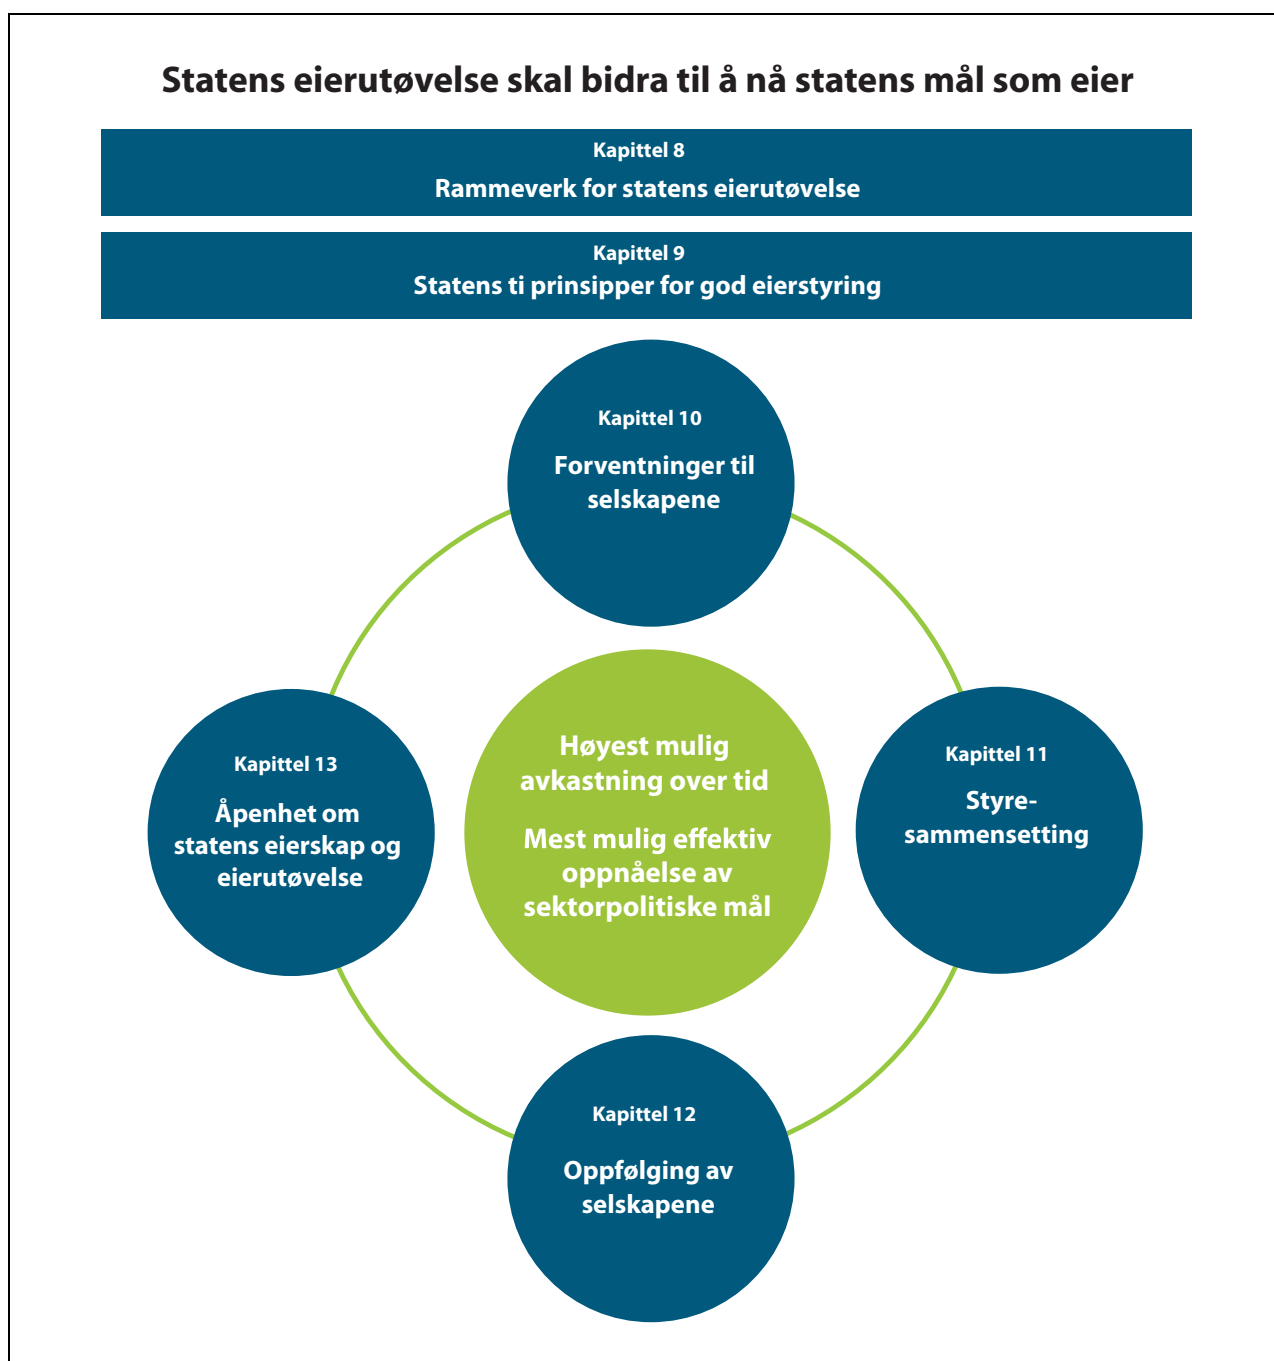 Statens eierutøvelse skal bidra til å nå statens mål som eier
Kapittel 8
Rammeverk for statens eierutøvelse
Kapittel 9
Statens ti prinsipper for god eierstyring
Kapittel 10
Forventninger til
selskapene
Kapittel 11
Styre-
sammensetting
Kapittel 12
Oppfølging av
selskapene
Kapittel 13
Åpenhet om
statens eierskap og
eierutøvelse
Høyest mulig
avkastning over tid
Mest mulig effektiv
oppnåelse av
sektorpolitiske mål